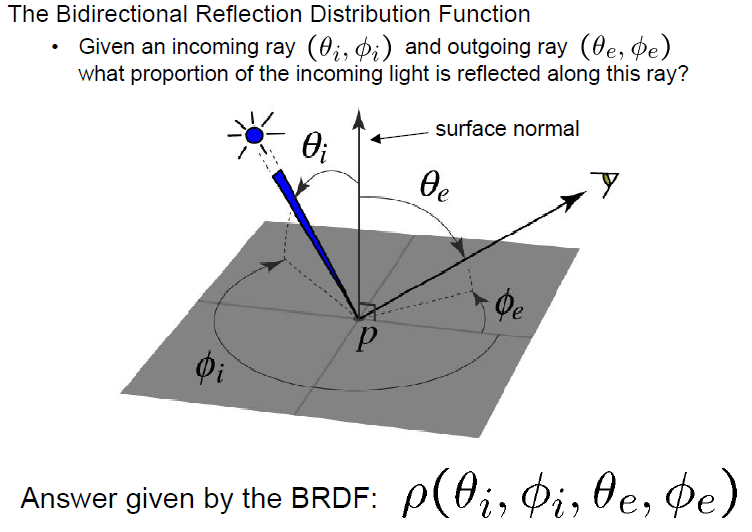 The Bidirectional Reflection Distribution Function
• Given an incoming ray (θi, ϕi) and outgoing ray (θe, ϕe)
what proportion of the incoming light is reflected along this ray?
surface normal
θi
θe
ϕe
p
ϕi
Answer given by the BRDF: ρ(θi, ϕi, θe, ϕe)